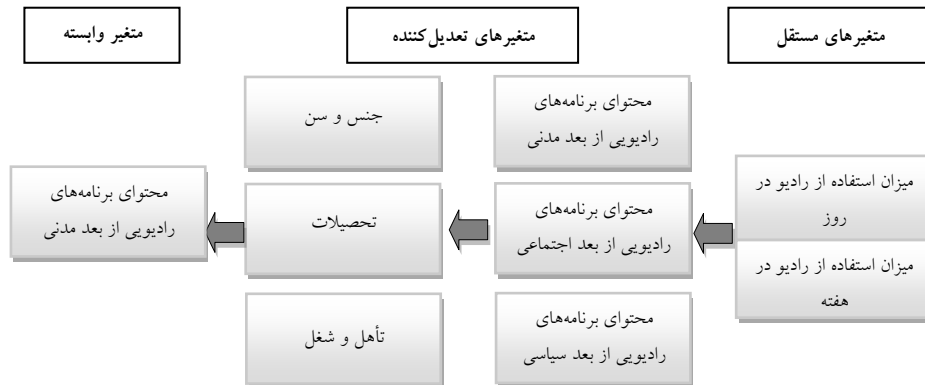 متغیرهای مستقل
متغیرهای تعدیل‌کننده
متغیر وابسته
میزان استفاده از رادیو در
روز
میزان استفاده از رادیو در
هفته
محتوای برنامه‌های
رادیویی از بعد مدنی
محتوای برنامه‌های
رادیویی از بعد اجتماعی
محتوای برنامه‌های
رادیویی از بعد سیاسی
جنس و سن
تحصیلات
تأهل و شغل
محتوای برنامه‌های
رادیویی از بعد مدنی